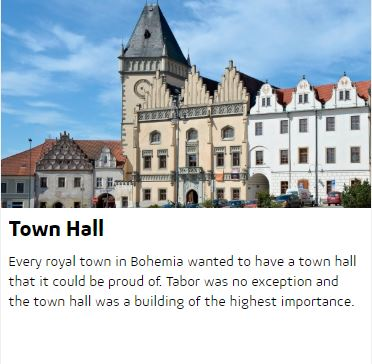 Town Hall
Every royal town in Bohemia wanted to have a town hall
that it could be proud of. Tabor was no exception and
the town hall was a building of the highest importance.